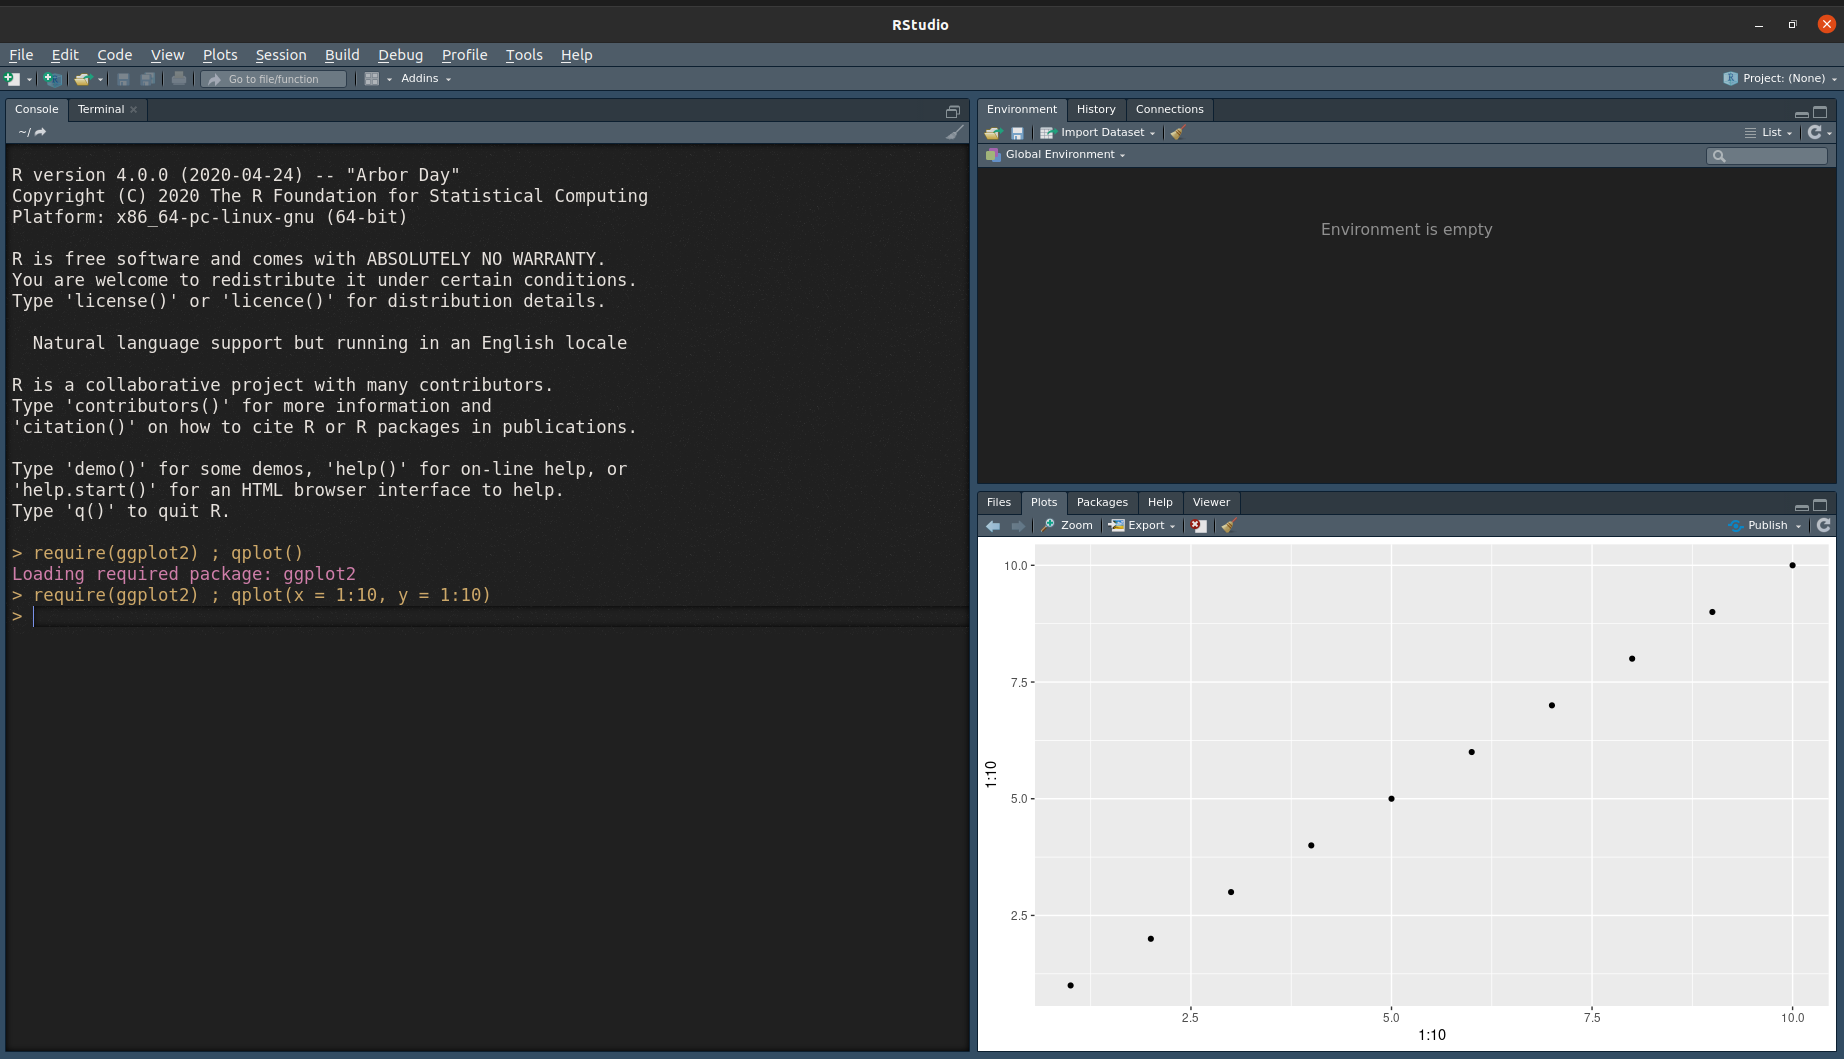 RStudio
File Edit Code View Plots Session Build Debug Profile Tools Help
Go to file/function Addins Project: (None)
Console Terminal
~/
R version 4.0.0 (2020-04-24) -- "Arbor Day"
Copyright (C) 2020 The R Foundation for Statistical Computing
Platform: x86_64-pc-linux-gnu (64-bit)
R is free software and comes with ABSOLUTELY NO WARRANTY.
You are welcome to redistribute it under certain conditions.
Type 'license()' or 'licence()' for distribution details.
Natural language support but running in an English locale
R is a collaborative project with many contributors.
Type 'contributors()' for more information and
'citation()' on how to cite R or R packages in publications.
Type 'demo()' for some demos, 'help()' for on-line help, or
'help.start()' for an HTML browser interface to help.
Type 'q()' to quit R.
> require(ggplot2) ; qplot()
Loading required package: ggplot2
> require(ggplot2) ; qplot(x = 1:10, y = 1:10)
>
Environment History Connections
Import Dataset List
Global Environment
Environment is empty
Files Plots Packages Help Viewer
Zoom Export Publish
10.0
7.5
5.0
2.5
1:10
2.5 5.0 7.5 10.0
1:10